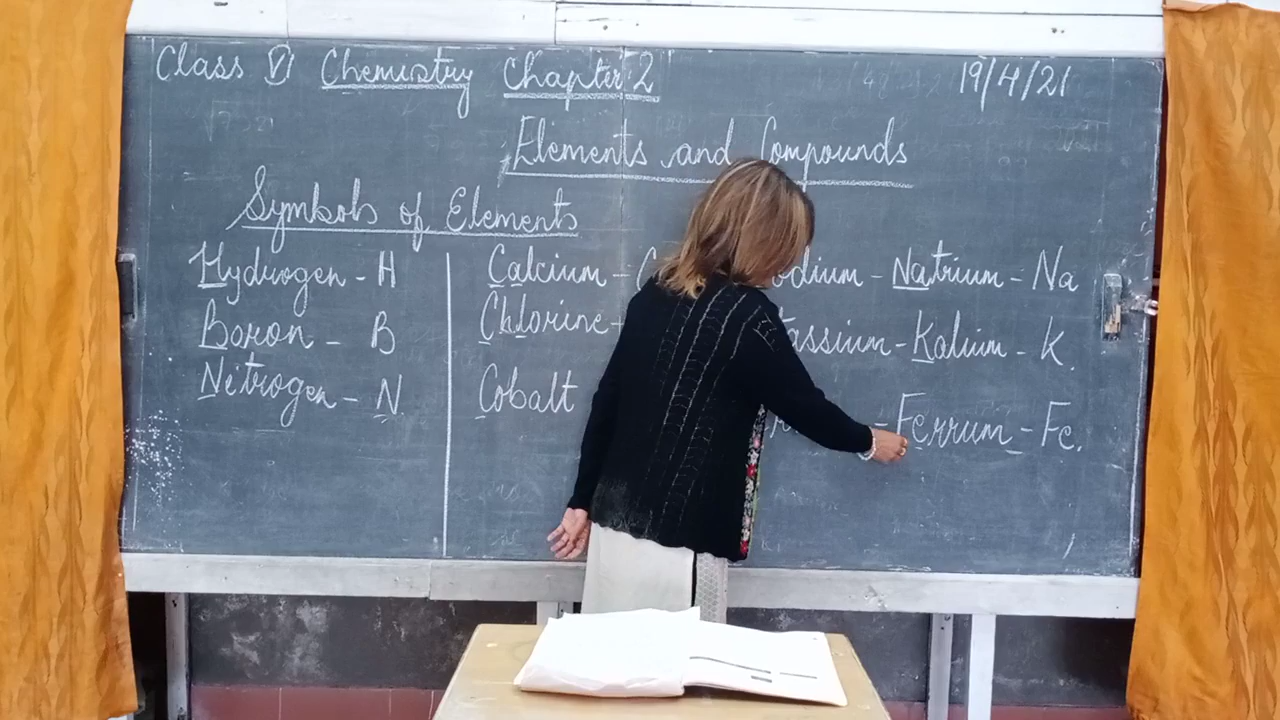 Class VI Chemistry Chapter 2 19/4/21
Elements and Compounds
Symbols of Elements
Hydrogen - H
Boron - B
Nitrogen - N.
Calcium -
Chlorine -
Cobalt
- Natrium - Na
- Kalium - K.
- Ferrum - Fe.